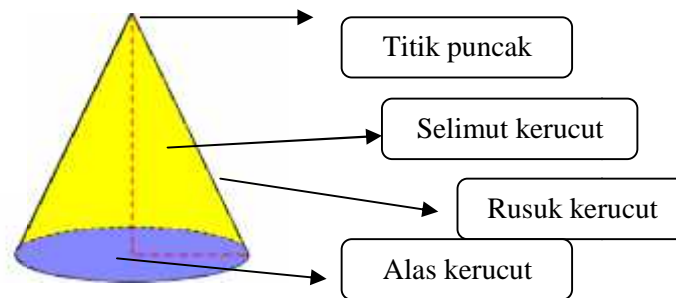 Titik puncak
Selimut kerucut
Rusuk kerucut
Alas kerucut